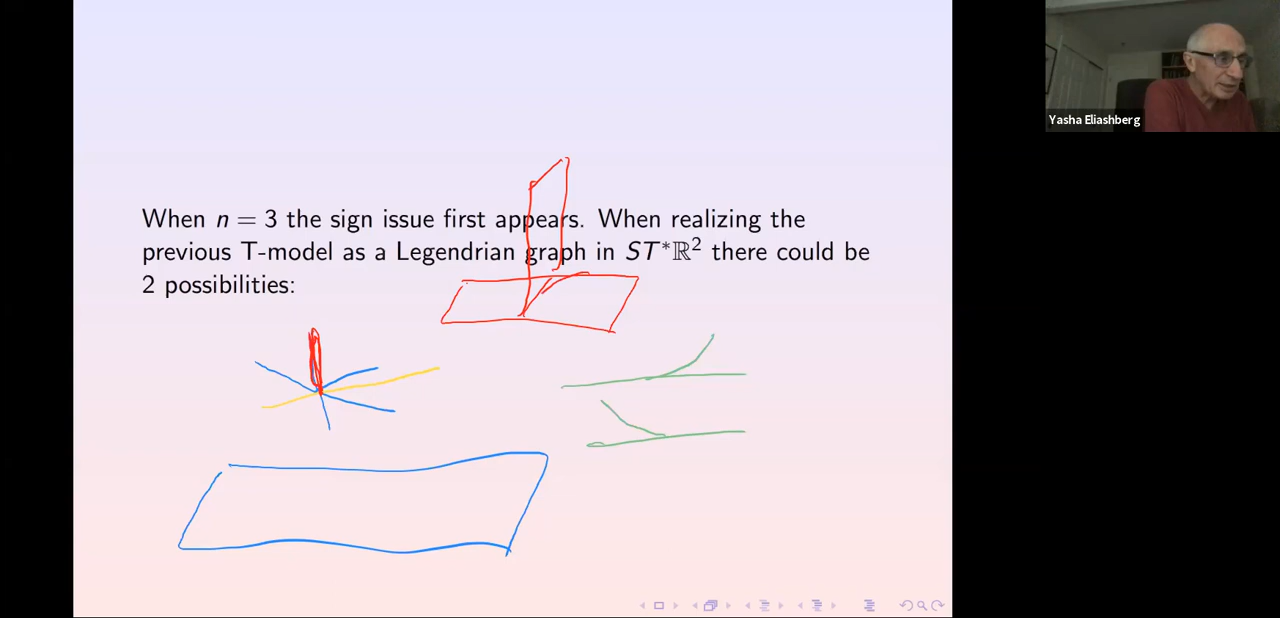 When n = 3 the sign issue first appears. When realizing the
previous T-model as a Legendrian graph in ST*ℝ² there could be
2 possibilities:
Yasha Eliashberg